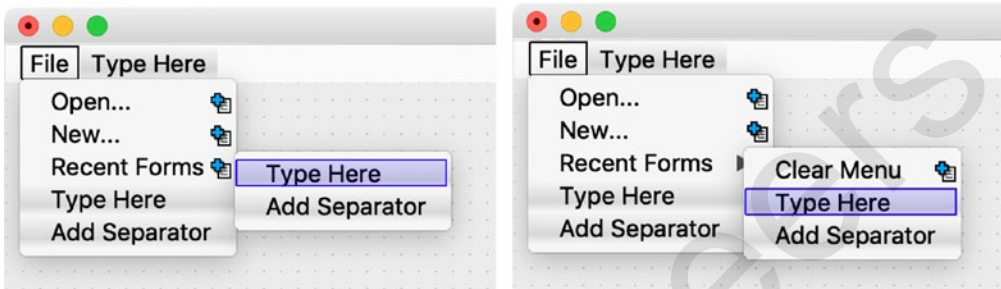 File Type Here
Open...
New...
Recent Forms
Type Here
Add Separator
Type Here
Add Separator
File Type Here
Open...
New...
Recent Forms
Type Here
Add Separator
Clear Menu
Type Here
Add Separator